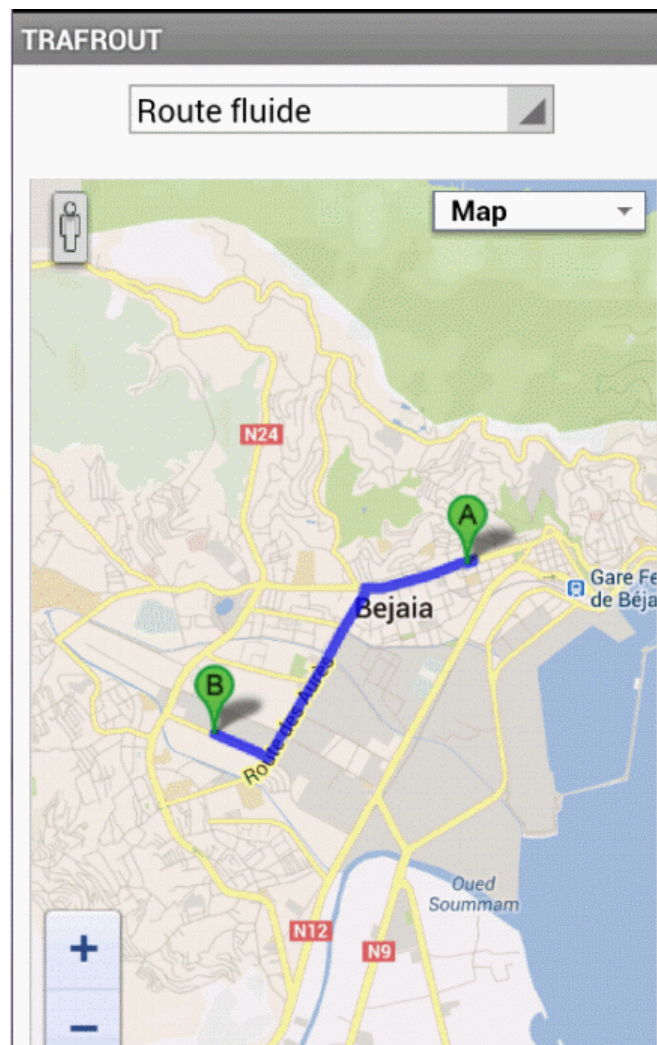 TRAFROUT
Route fluide
Map
N24
A
Gare Fe
de Béja
Bejaia
B
Route des Aurès
Oued
Soummam
N12
N9
+
−